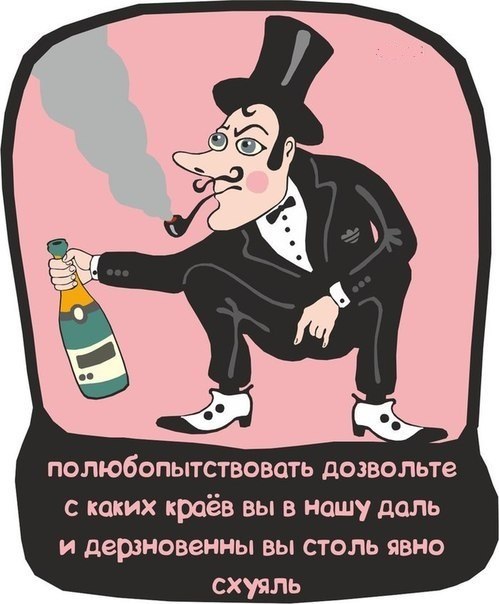 полюбопытствовать дозвольте
с каких краёв вы в нашу даль
и дерзновенны вы столь явно
схуяль